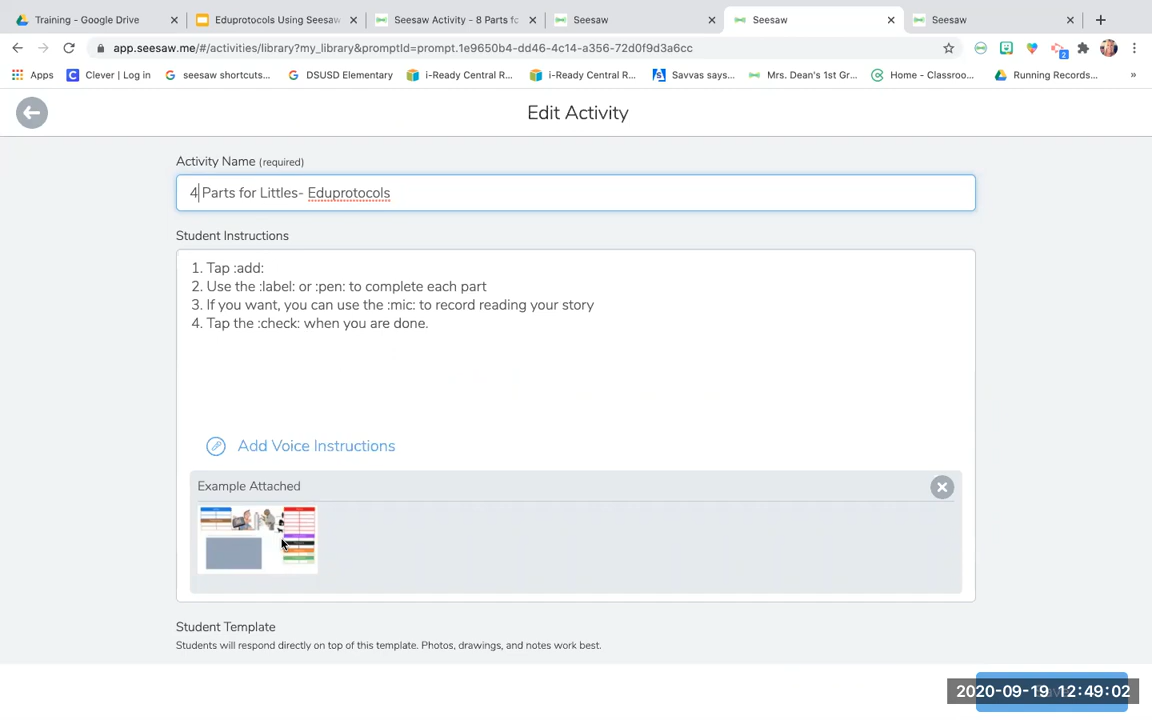 Training - Google Drive
Eduprotocols Using Seesaw
Seesaw Activity - 8 Parts fo
Seesaw
Seesaw
Seesaw
app.seesaw.me/#/activities/library?my_library&promptId=prompt.1e9650b4-dd46-4c14-a356-72d0f9d3a6cc
2
Apps
Clever | Log in
seesaw shortcuts...
DSUSD Elementary
i-Ready Central R...
i-Ready Central R...
Savvas says...
Mrs. Dean's 1st Gr...
Home - Classroo...
Running Records...
»
Edit Activity
Activity Name (required)
4 Parts for Littles- Eduprotocols
Student Instructions
1. Tap :add:
2. Use the :label: or :pen: to complete each part
3. If you want, you can use the :mic: to record reading your story
4. Tap the :check: when you are done.
Add Voice Instructions
Example Attached
Student Template
Students will respond directly on top of this template. Photos, drawings, and notes work best.
2020-09-19 12:49:02